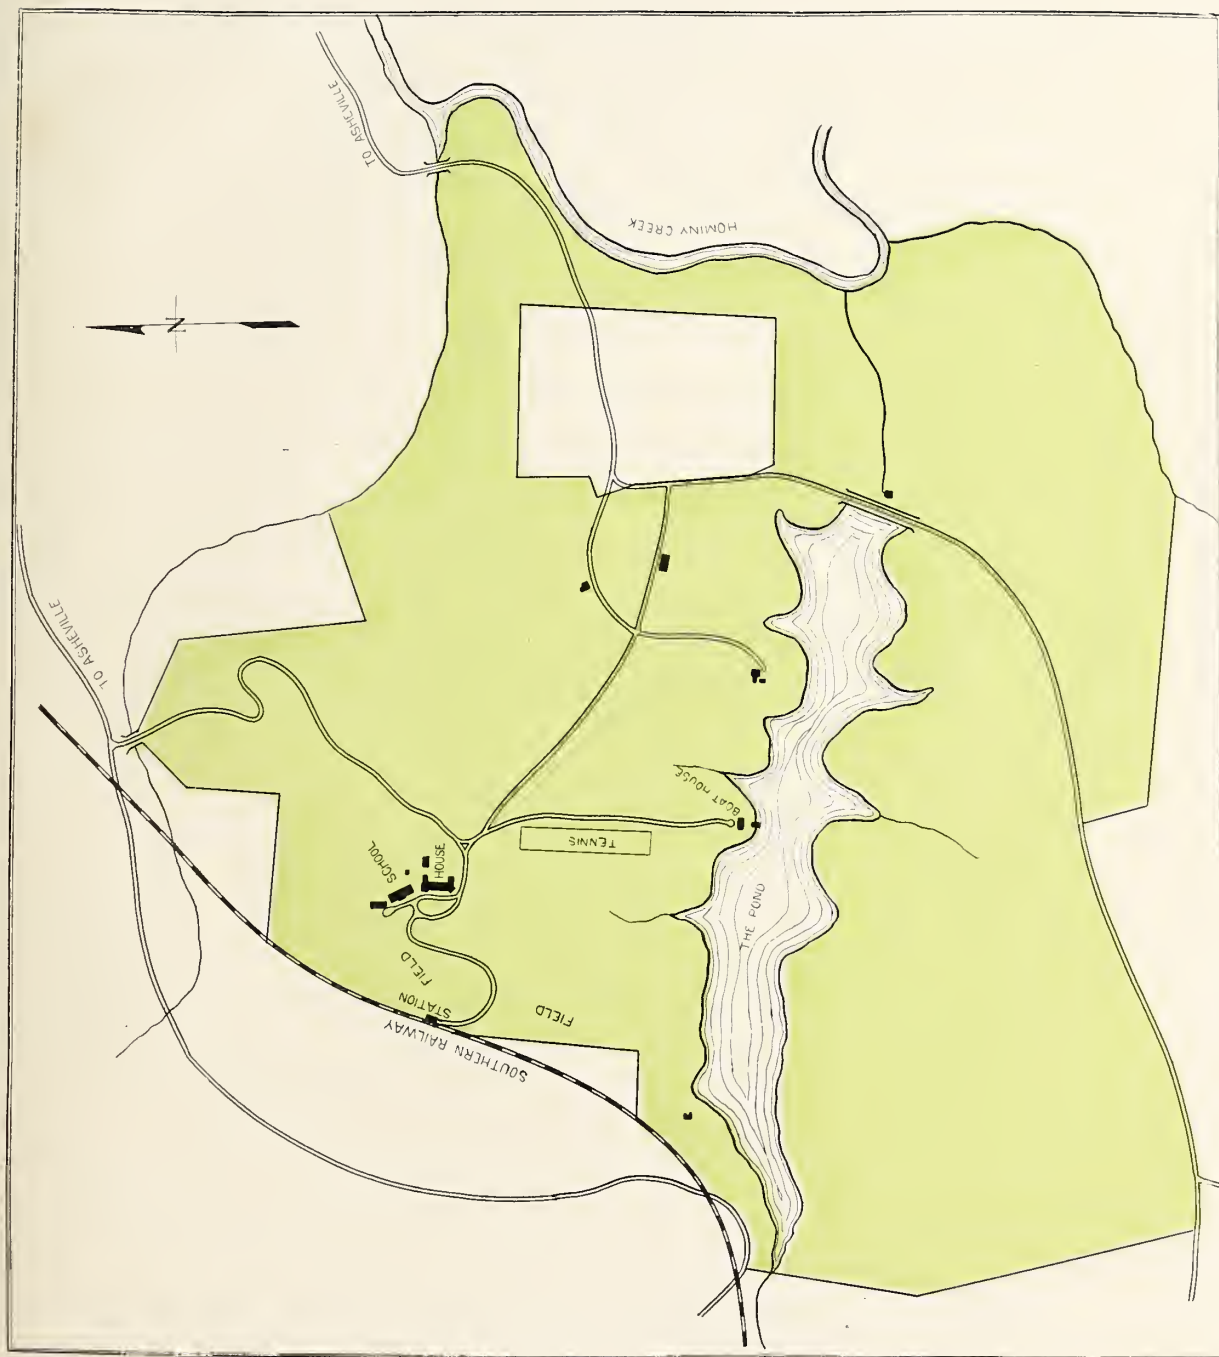 TO ASHEVILLE
HOMINY CREEK
N
TO ASHEVILLE
BOAT HOUSE
TENNIS
SCHOOL
HOUSE
THE POND
FIELD
STATION
FIELD
SOUTHERN RAILWAY